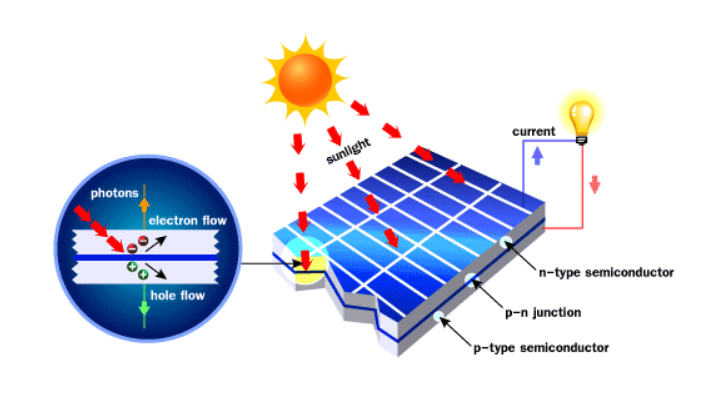 sunlight
current
photons
electron flow
hole flow
n-type semiconductor
p-n junction
p-type semiconductor